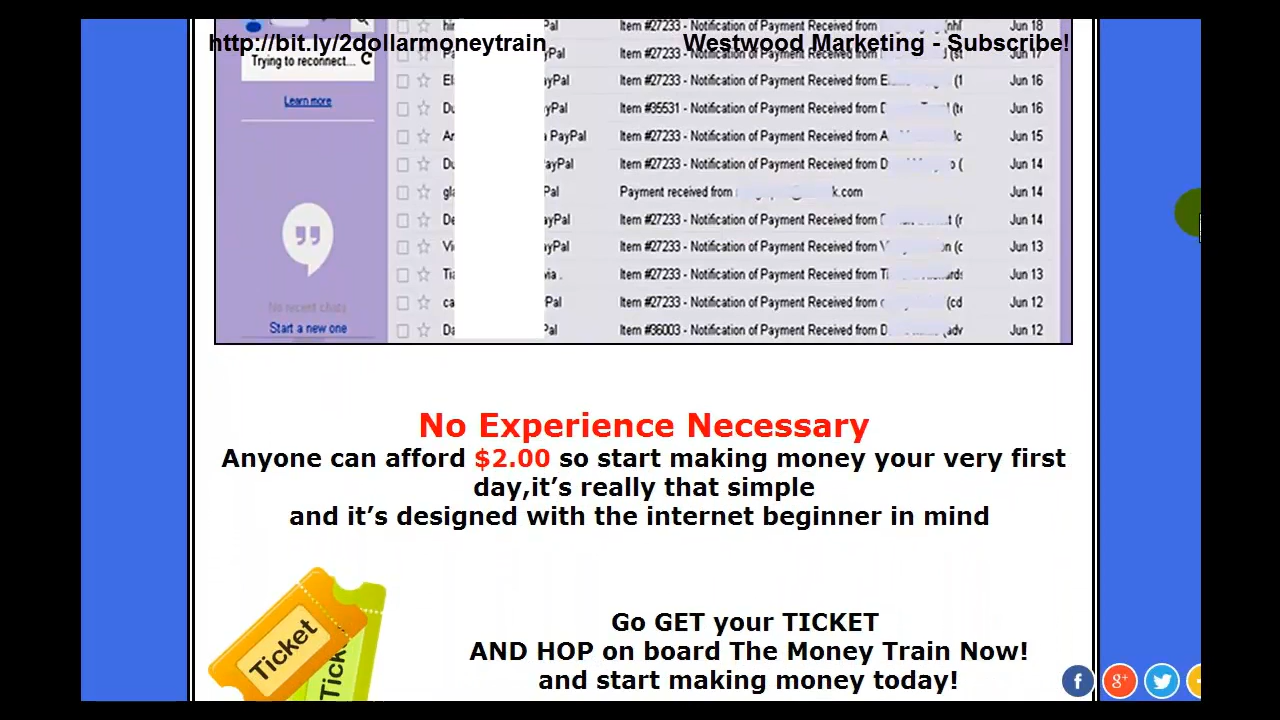 http://bit.ly/2dollarmoneytrain Westwood Marketing - Subscribe!
Item #27233 - Notification of Payment Received from Jun 18
Trying to reconnect...
Item #27233 - Notification of Payment Received from Jun 17
Learn more
PayPal Item #27233 - Notification of Payment Received from Jun 16
Item #35531 - Notification of Payment Received from Jun 16
PayPal Item #27233 - Notification of Payment Received from Jun 15
Item #27233 - Notification of Payment Received from Jun 14
Payment received from k.com Jun 14
Item #27233 - Notification of Payment Received from Jun 14
Item #27233 - Notification of Payment Received from Jun 13
Item #27233 - Notification of Payment Received from Jun 13
No recent chats
Item #27233 - Notification of Payment Received from Jun 12
Start a new one
Item #36003 - Notification of Payment Received from Jun 12
No Experience Necessary
Anyone can afford $2.00 so start making money your very first
day,it's really that simple
and it's designed with the internet beginner in mind
Ticket
Go GET your TICKET
AND HOP on board The Money Train Now!
and start making money today!